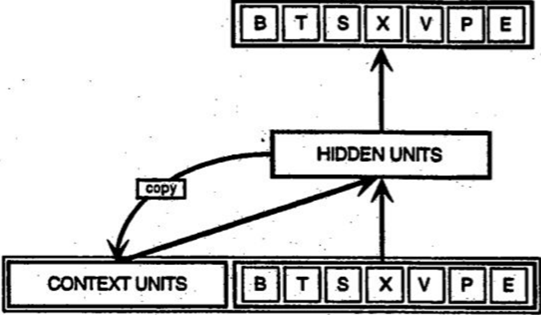 B T S X V P E
HIDDEN UNITS
copy
CONTEXT UNITS B T S X V P E